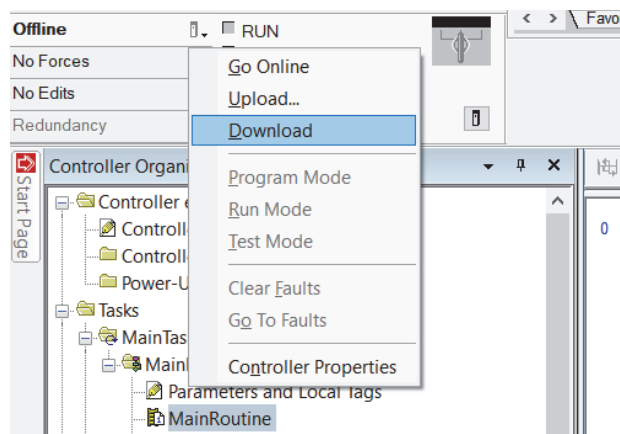 Offline
RUN
Favo
No Forces
No Edits
Redundancy
Go Online
Upload...
Download
Program Mode
Run Mode
Test Mode
Clear Faults
Go To Faults
Controller Properties
Start Page
Controller Organi
Controller
Controll
Controll
Power-U
Tasks
MainTas
Main
Parameters and Local Tags
MainRoutine
0